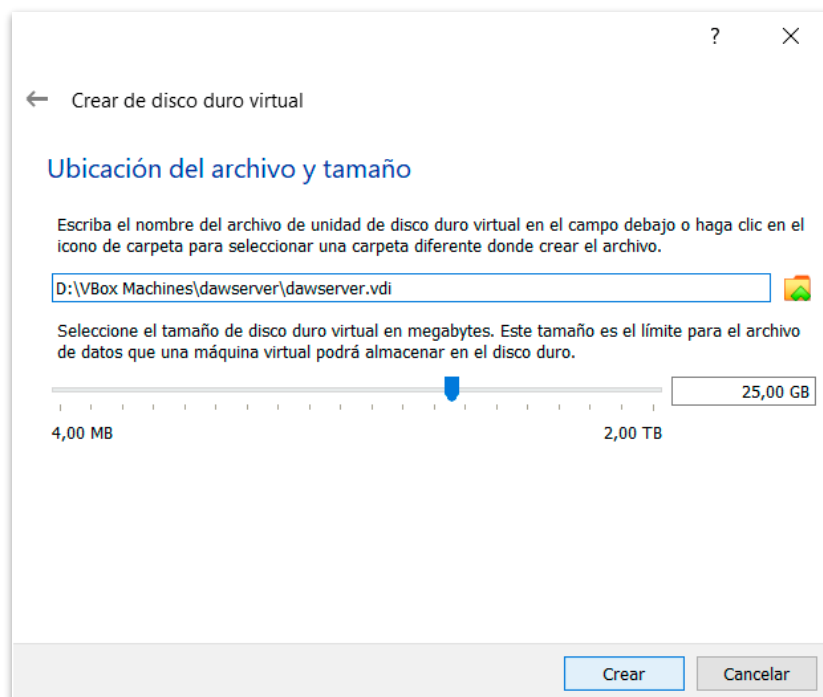 ?
Crear de disco duro virtual
Ubicación del archivo y tamaño
Escriba el nombre del archivo de unidad de disco duro virtual en el campo debajo o haga clic en el
icono de carpeta para seleccionar una carpeta diferente donde crear el archivo.
D:\VBox Machines\dawserver\dawserver.vdi
Seleccione el tamaño de disco duro virtual en megabytes. Este tamaño es el límite para el archivo
de datos que una máquina virtual podrá almacenar en el disco duro.
25,00 GB
4,00 MB 2,00 TB
Crear Cancelar